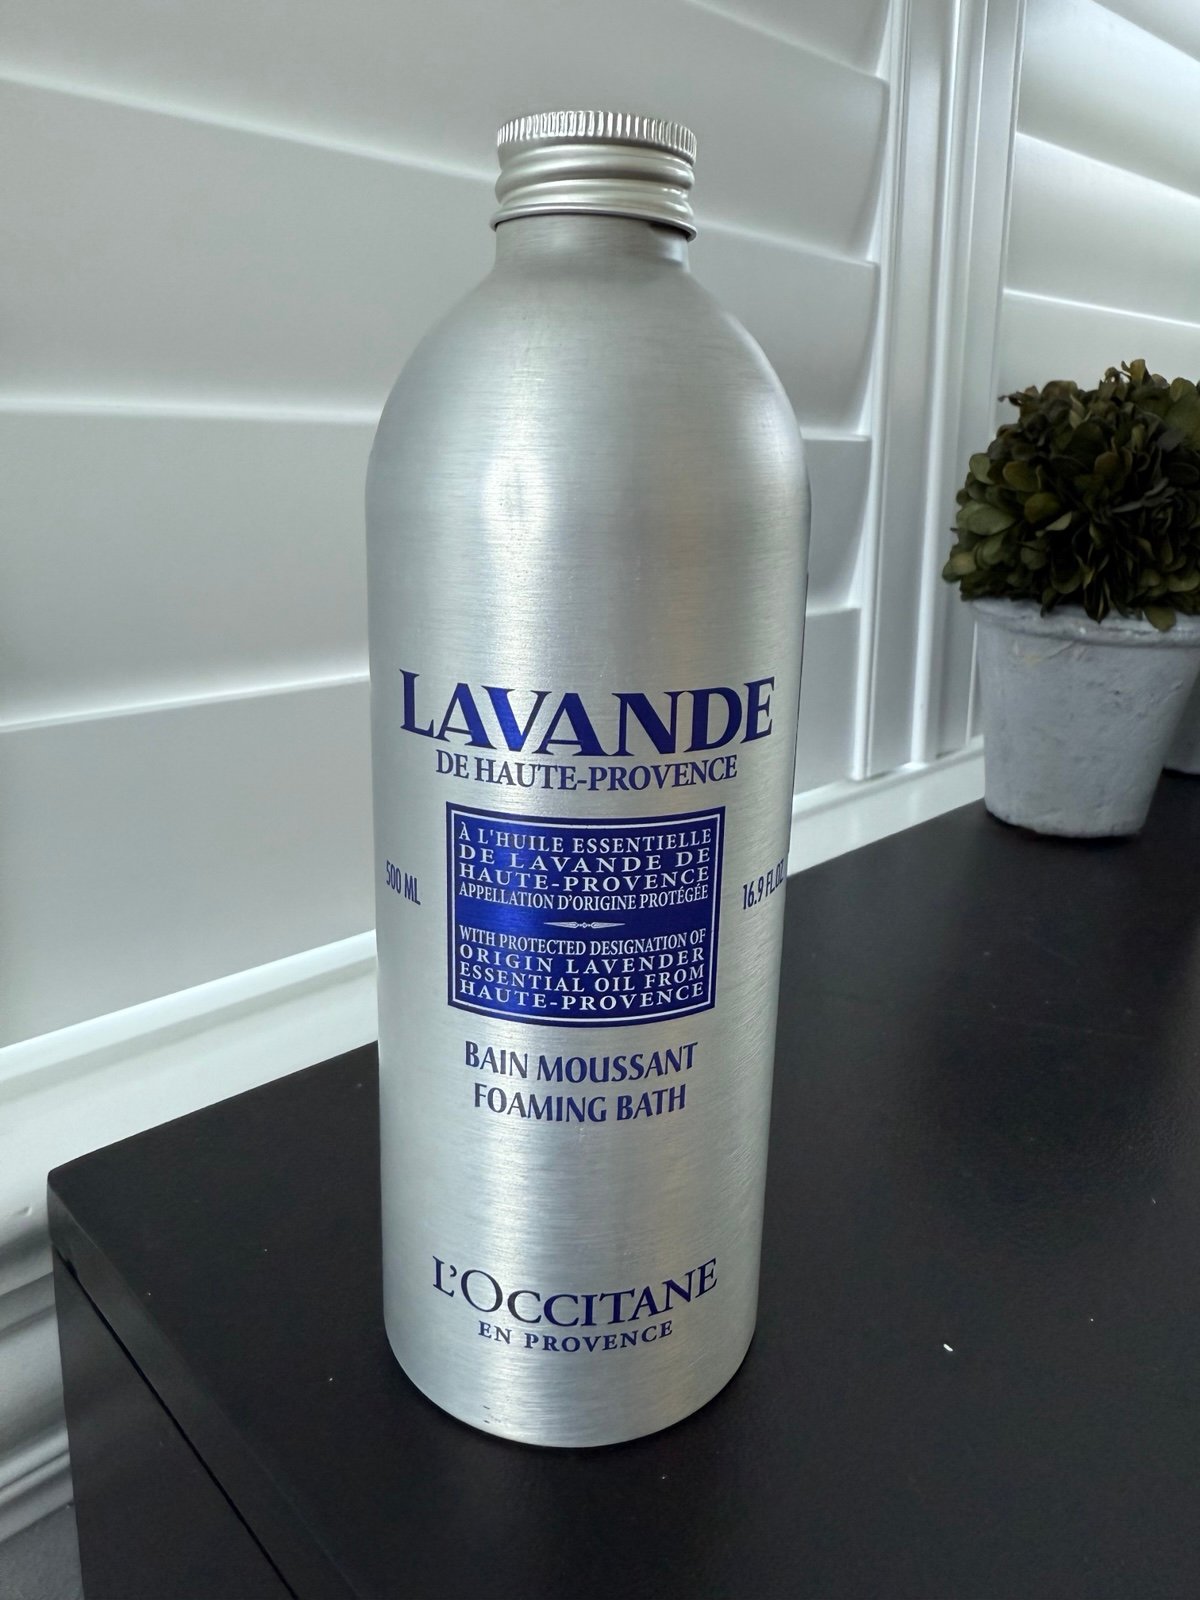 LAVANDE
DE HAUTE-PROVENCE
À L'HUILE ESSENTIELLE
DE LAVANDE DE
HAUTE-PROVENCE
APPELLATION D'ORIGINE PROTÉGÉE
WITH PROTECTED DESIGNATION OF
ORIGIN LAVENDER
ESSENTIAL OIL FROM
HAUTE-PROVENCE
500 ML
16.9 FL.OZ
BAIN MOUSSANT
FOAMING BATH
L'OCCITANE
EN PROVENCE